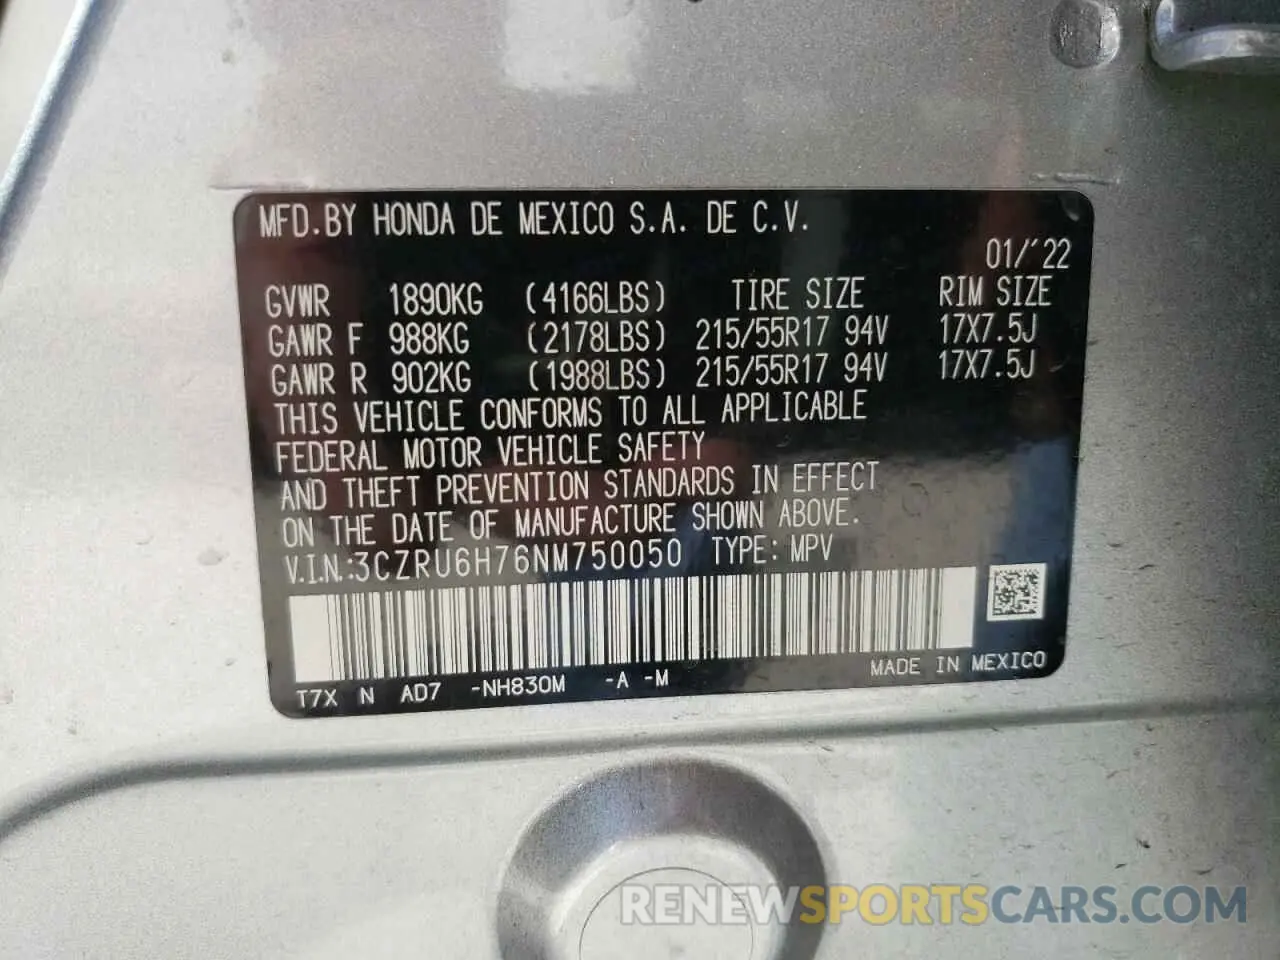 MFD.BY HONDA DE MEXICO S.A. DE C.V.
01/'22
GVWR 1890KG (4166LBS) TIRE SIZE RIM SIZE
GAWR F 988KG (2178LBS) 215/55R17 94V 17X7.5J
GAWR R 902KG (1988LBS) 215/55R17 94V 17X7.5J
THIS VEHICLE CONFORMS TO ALL APPLICABLE
FEDERAL MOTOR VEHICLE SAFETY
AND THEFT PREVENTION STANDARDS IN EFFECT
ON THE DATE OF MANUFACTURE SHOWN ABOVE.
V.I.N.:3CZRU6H76NM750050 TYPE: MPV
MADE IN MEXICO
T7X N AD7 -NH830M -A -M
RENEWSPORTSCARS.COM